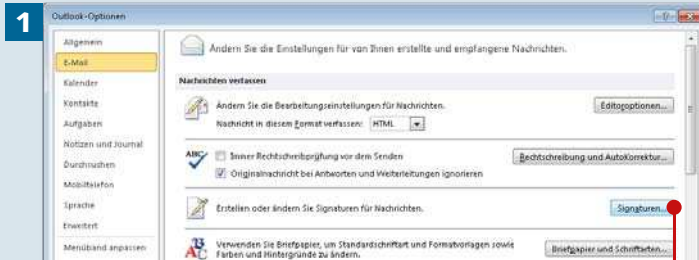 1
Outlook-Optionen
Allgemein
E-Mail
Kalender
Kontakte
Aufgaben
Notizen und Journal
Durchsuchen
Mobiltelefon
Sprache
Erweitert
Menüband anpassen
Ändern Sie die Einstellungen für von Ihnen erstellte und empfangene Nachrichten.
Nachrichten verfassen
Ändern Sie die Bearbeitungseinstellungen für Nachrichten.
Editoroptionen...
Nachricht in diesem Format verfassen: HTML
ABC
Immer Rechtschreibprüfung vor dem Senden
Rechtschreibung und AutoKorrektur...
Originalnachricht bei Antworten und Weiterleitungen ignorieren
Erstellen oder ändern Sie Signaturen für Nachrichten.
Signaturen...
Verwenden Sie Briefpapier, um Standardschriftart und Formatvorlagen sowie
Farben und Hintergründe zu ändern.
Briefpapier und Schriftarten...